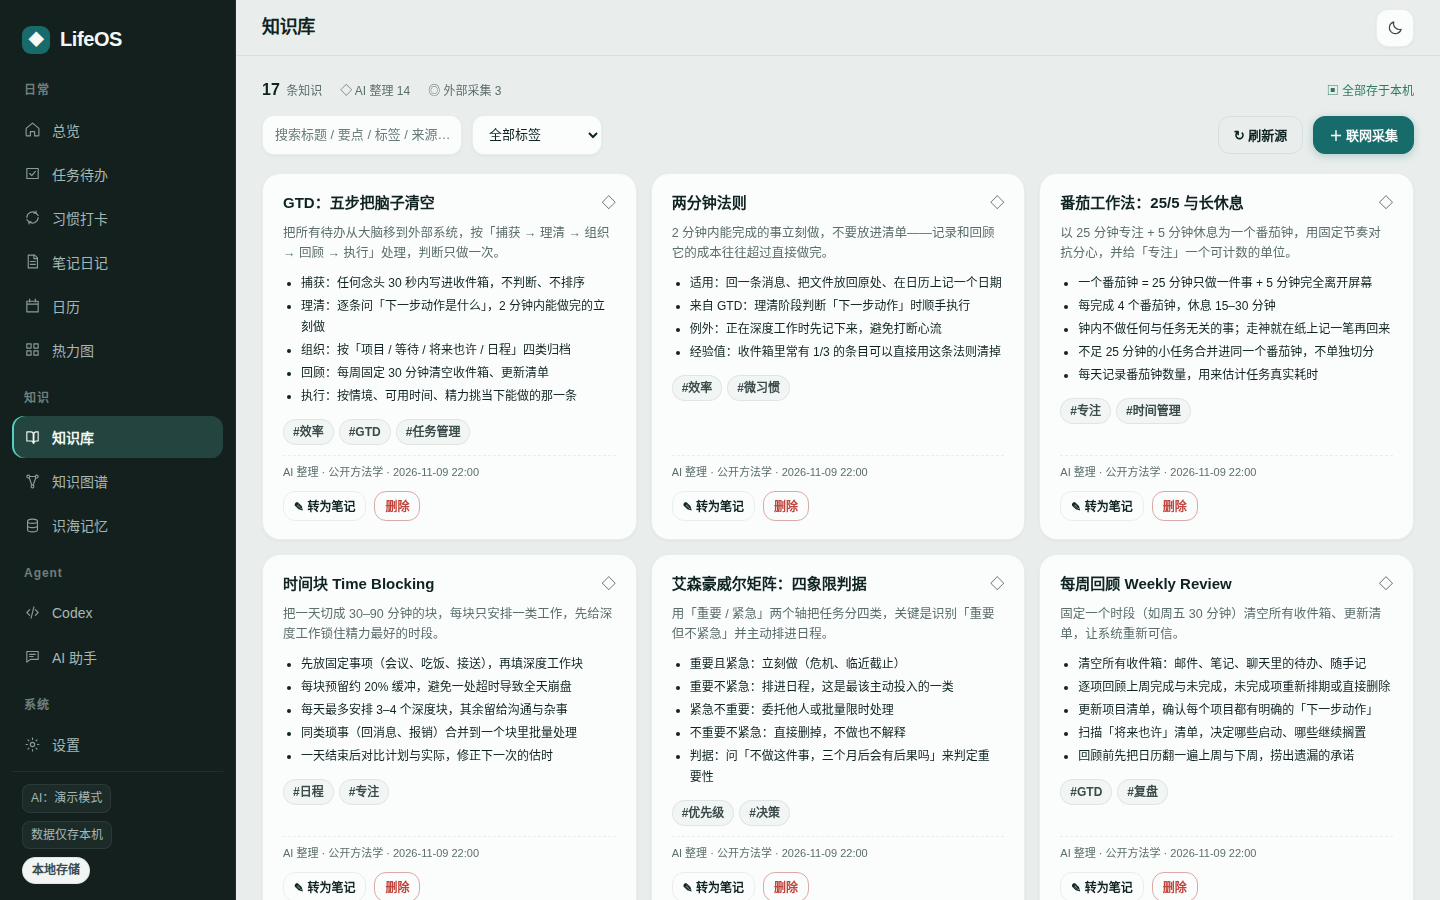 LifeOS
日常
总览
任务待办
习惯打卡
笔记日记
日历
热力图
知识
知识库
知识图谱
识海记忆
Agent
Codex
AI 助手
系统
设置
AI：演示模式
数据仅存本机
本地存储
知识库
17 条知识 ◇ AI 整理 14 ◎ 外部采集 3
▣ 全部存于本机
搜索标题 / 要点 / 标签 / 来源…
全部标签
↻ 刷新源
＋ 联网采集
GTD：五步把脑子清空
把所有待办从大脑移到外部系统，按「捕获 → 理清 → 组织
→ 回顾 → 执行」处理，判断只做一次。
• 捕获：任何念头 30 秒内写进收件箱，不判断、不排序
• 理清：逐条问「下一步动作是什么」，2 分钟内能做完的立
刻做
• 组织：按「项目 / 等待 / 将来也许 / 日程」四类归档
• 回顾：每周固定 30 分钟清空收件箱、更新清单
• 执行：按情境、可用时间、精力挑当下能做的那一条
#效率 #GTD #任务管理
AI 整理 · 公开方法学 · 2026-11-09 22:00
✎ 转为笔记 删除
两分钟法则
2 分钟内能完成的事立刻做，不要放进清单——记录和回顾
它的成本往往超过直接做完。
• 适用：回一条消息、把文件放回原处、在日历上记一个日期
• 来自 GTD：理清阶段判断「下一步动作」时顺手执行
• 例外：正在深度工作时先记下来，避免打断心流
• 经验值：收件箱里常有 1/3 的条目可以直接用这条法则清掉
#效率 #微习惯
AI 整理 · 公开方法学 · 2026-11-09 22:00
✎ 转为笔记 删除
番茄工作法：25/5 与长休息
以 25 分钟专注 + 5 分钟休息为一个番茄钟，用固定节奏对
抗分心，并给「专注」一个可计数的单位。
• 一个番茄钟 = 25 分钟只做一件事 + 5 分钟完全离开屏幕
• 每完成 4 个番茄钟，休息 15–30 分钟
• 钟内不做任何与任务无关的事；走神就在纸上记一笔再回来
• 不足 25 分钟的小任务合并进同一个番茄钟，不单独切分
• 每天记录番茄钟数量，用来估计任务真实耗时
#专注 #时间管理
AI 整理 · 公开方法学 · 2026-11-09 22:00
✎ 转为笔记 删除
时间块 Time Blocking
把一天切成 30–90 分钟的块，每块只安排一类工作，先给深
度工作锁住精力最好的时段。
• 先放固定事项（会议、吃饭、接送），再填深度工作块
• 每块预留约 20% 缓冲，避免一处超时导致全天崩盘
• 每天最多安排 3–4 个深度块，其余留给沟通与杂事
• 同类琐事（回消息、报销）合并到一个块里批量处理
• 一天结束后对比计划与实际，修正下一次的估时
#日程 #专注
AI 整理 · 公开方法学 · 2026-11-09 22:00
✎ 转为笔记 删除
艾森豪威尔矩阵：四象限判据
用「重要 / 紧急」两个轴把任务分四类，关键是识别「重要
但不紧急」并主动排进日程。
• 重要且紧急：立刻做（危机、临近截止）
• 重要不紧急：排进日程，这是最该主动投入的一类
• 紧急不重要：委托他人或批量限时处理
• 不重要不紧急：直接删掉，不做也不解释
• 判据：问「不做这件事，三个月后会有后果吗」来判定重
要性
#优先级 #决策
AI 整理 · 公开方法学 · 2026-11-09 22:00
✎ 转为笔记 删除
每周回顾 Weekly Review
固定一个时段（如周五 30 分钟）清空所有收件箱、更新清
单，让系统重新可信。
• 清空所有收件箱：邮件、笔记、聊天里的待办、随手记
• 逐项回顾上周完成与未完成，未完成项重新排期或直接删除
• 更新项目清单，确认每个项目都有明确的「下一步动作」
• 扫描「将来也许」清单，决定哪些启动、哪些继续搁置
• 回顾前先把日历翻一遍上周与下周，捞出遗漏的承诺
#GTD #复盘
AI 整理 · 公开方法学 · 2026-11-09 22:00
✎ 转为笔记 删除